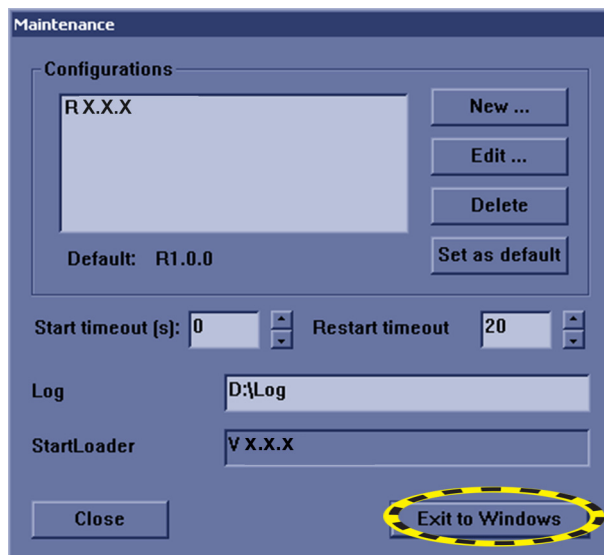 Maintenance
Configurations
R X.X.X
New ...
Edit ...
Delete
Default: R1.0.0
Set as default
Start timeout (s): 0 Restart timeout 20
Log D:\Log
StartLoader V X.X.X
Close Exit to Windows